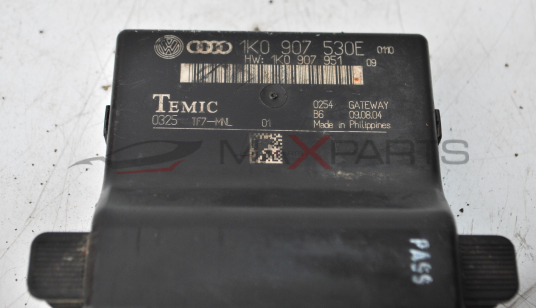 1K0 907 530E 0110
HW: 1K0 907 951 09
TEMIC
0325 TF7-MNL 01
0254 GATEWAY
B6 09.08.04
Made in Philippines
MAXPARTS
PASS